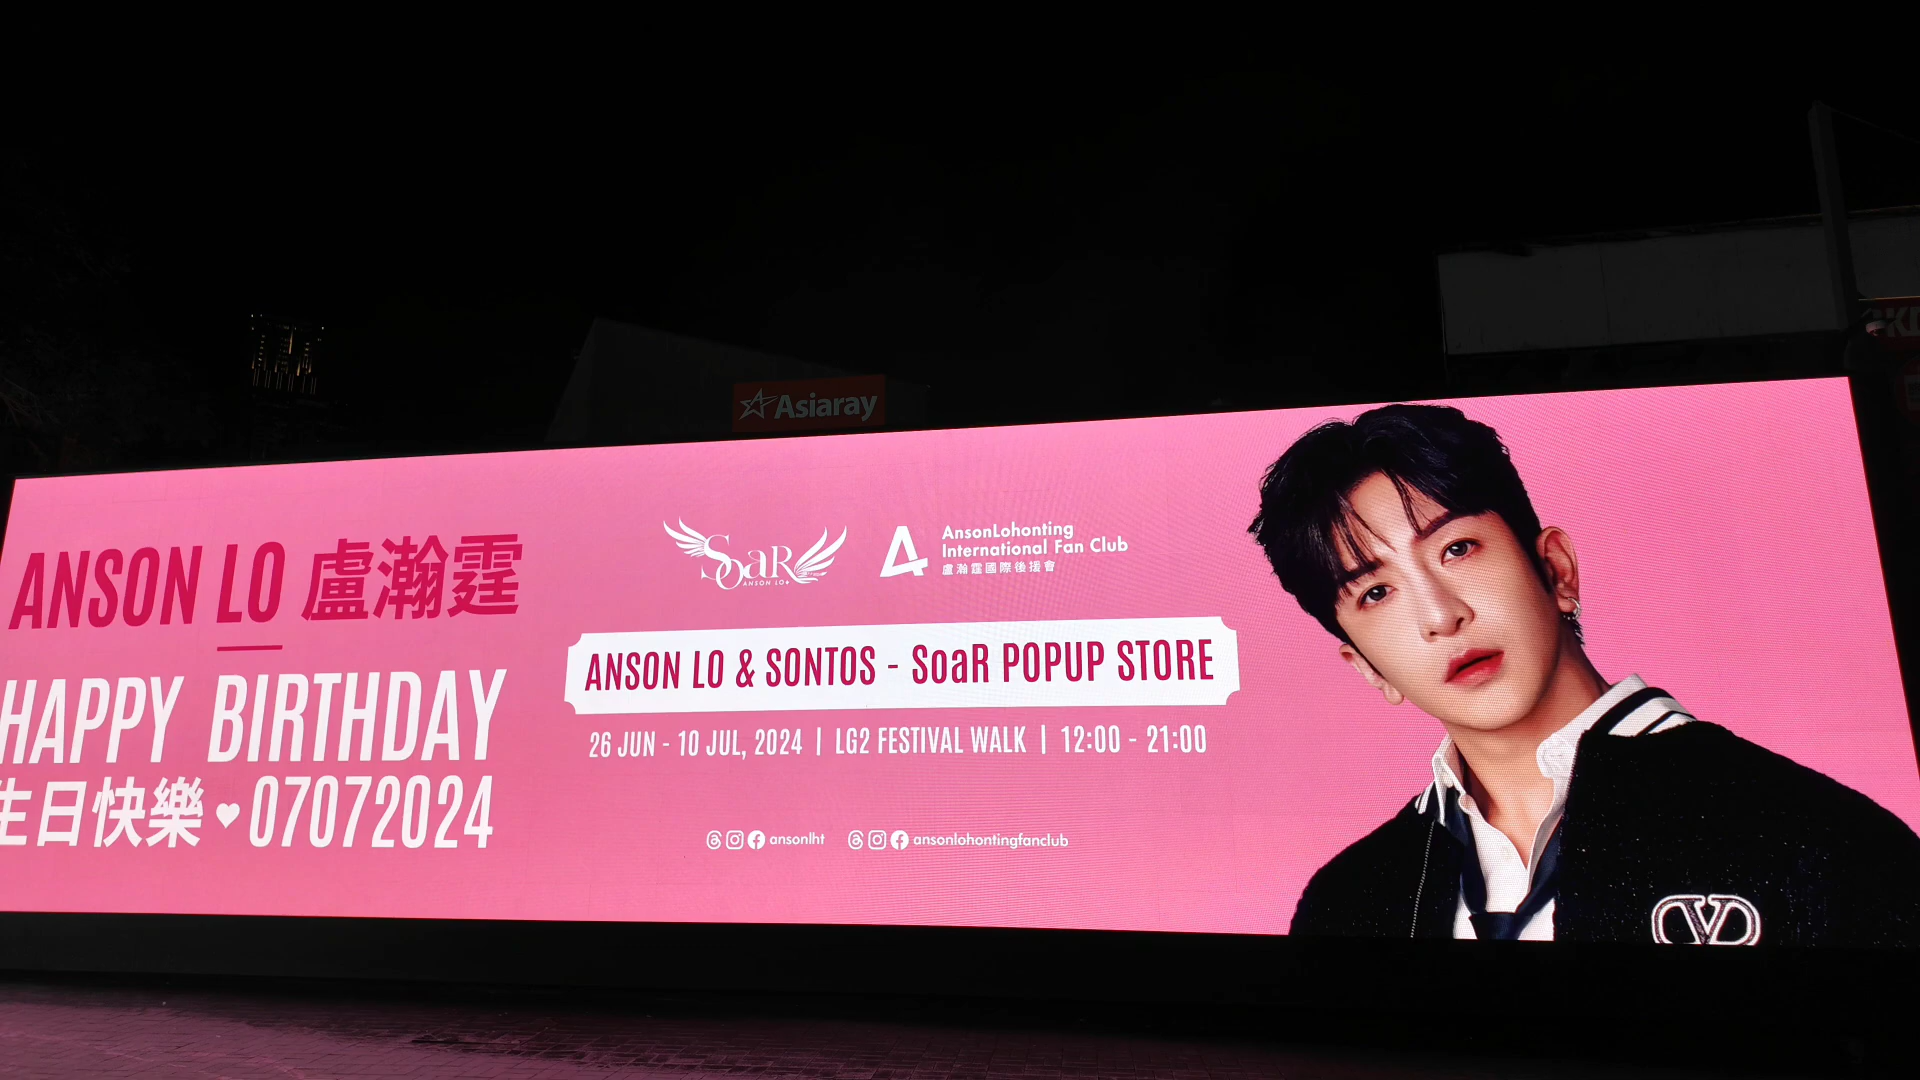 Asiaray
ANSON LO 盧瀚霆
HAPPY BIRTHDAY
生日快樂♥07072024
SoaR
ANSON LO
AnsonLohonting
International Fan Club
盧瀚霆國際後援會
ANSON LO & SONTOS - SoaR POPUP STORE
26 JUN - 10 JUL, 2024 | LG2 FESTIVAL WALK | 12:00 - 21:00
ansonlht ansonlohontingfanclub